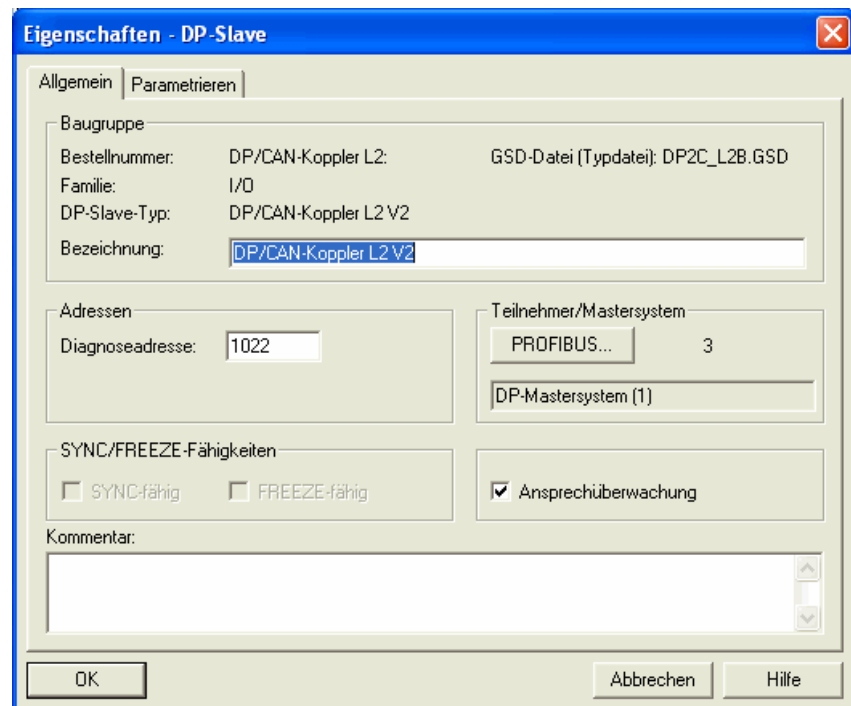 Eigenschaften - DP-Slave
Allgemein Parametrieren
Baugruppe
Bestellnummer: DP/CAN-Koppler L2: GSD-Datei (Typdatei): DP2C_L2B.GSD
Familie: I/O
DP-Slave-Typ: DP/CAN-Koppler L2 V2
Bezeichnung: DP/CAN-Koppler L2 V2
Adressen Teilnehmer/Mastersystem
Diagnoseadresse: 1022 PROFIBUS... 3
DP-Mastersystem (1)
SYNC/FREEZE-Fähigkeiten
SYNC-fähig FREEZE-fähig Ansprechüberwachung
Kommentar:
OK Abbrechen Hilfe